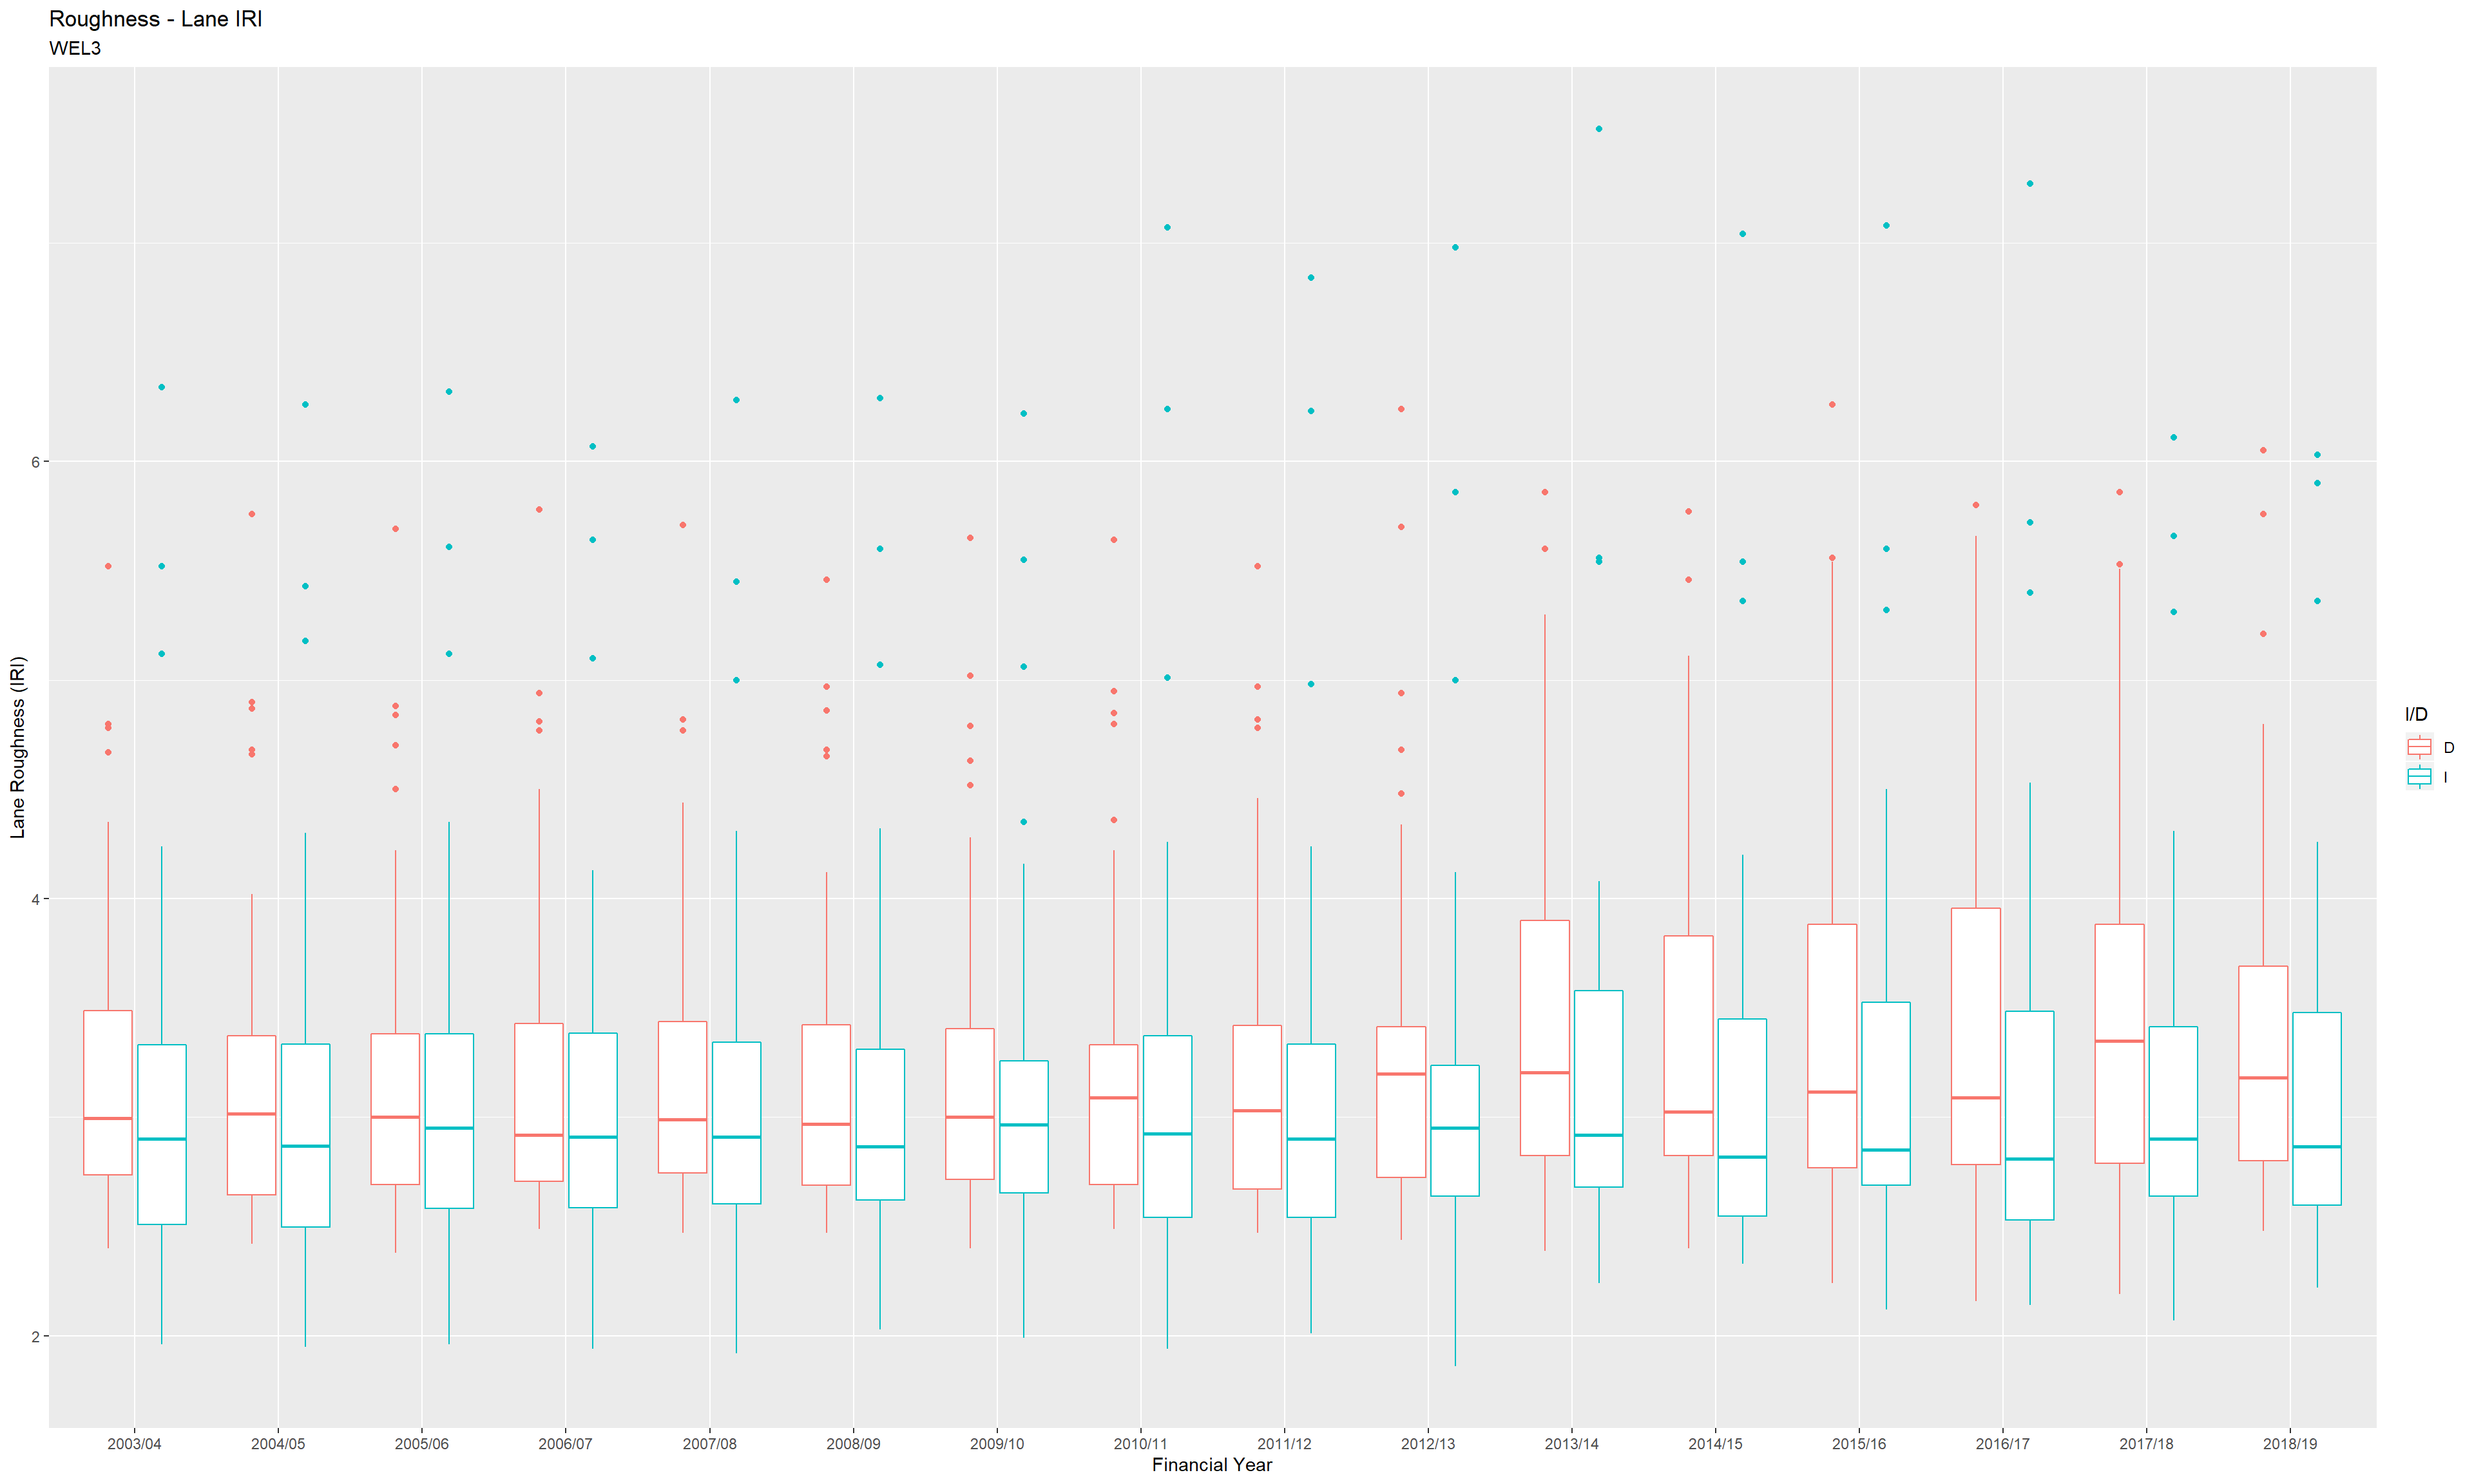 Roughness - Lane IRI
WEL3
Lane Roughness (IRI)
6
4
2
2003/04 2004/05 2005/06 2006/07 2007/08 2008/09 2009/10 2010/11 2011/12 2012/13 2013/14 2014/15 2015/16 2016/17 2017/18 2018/19
Financial Year
I/D
D
I